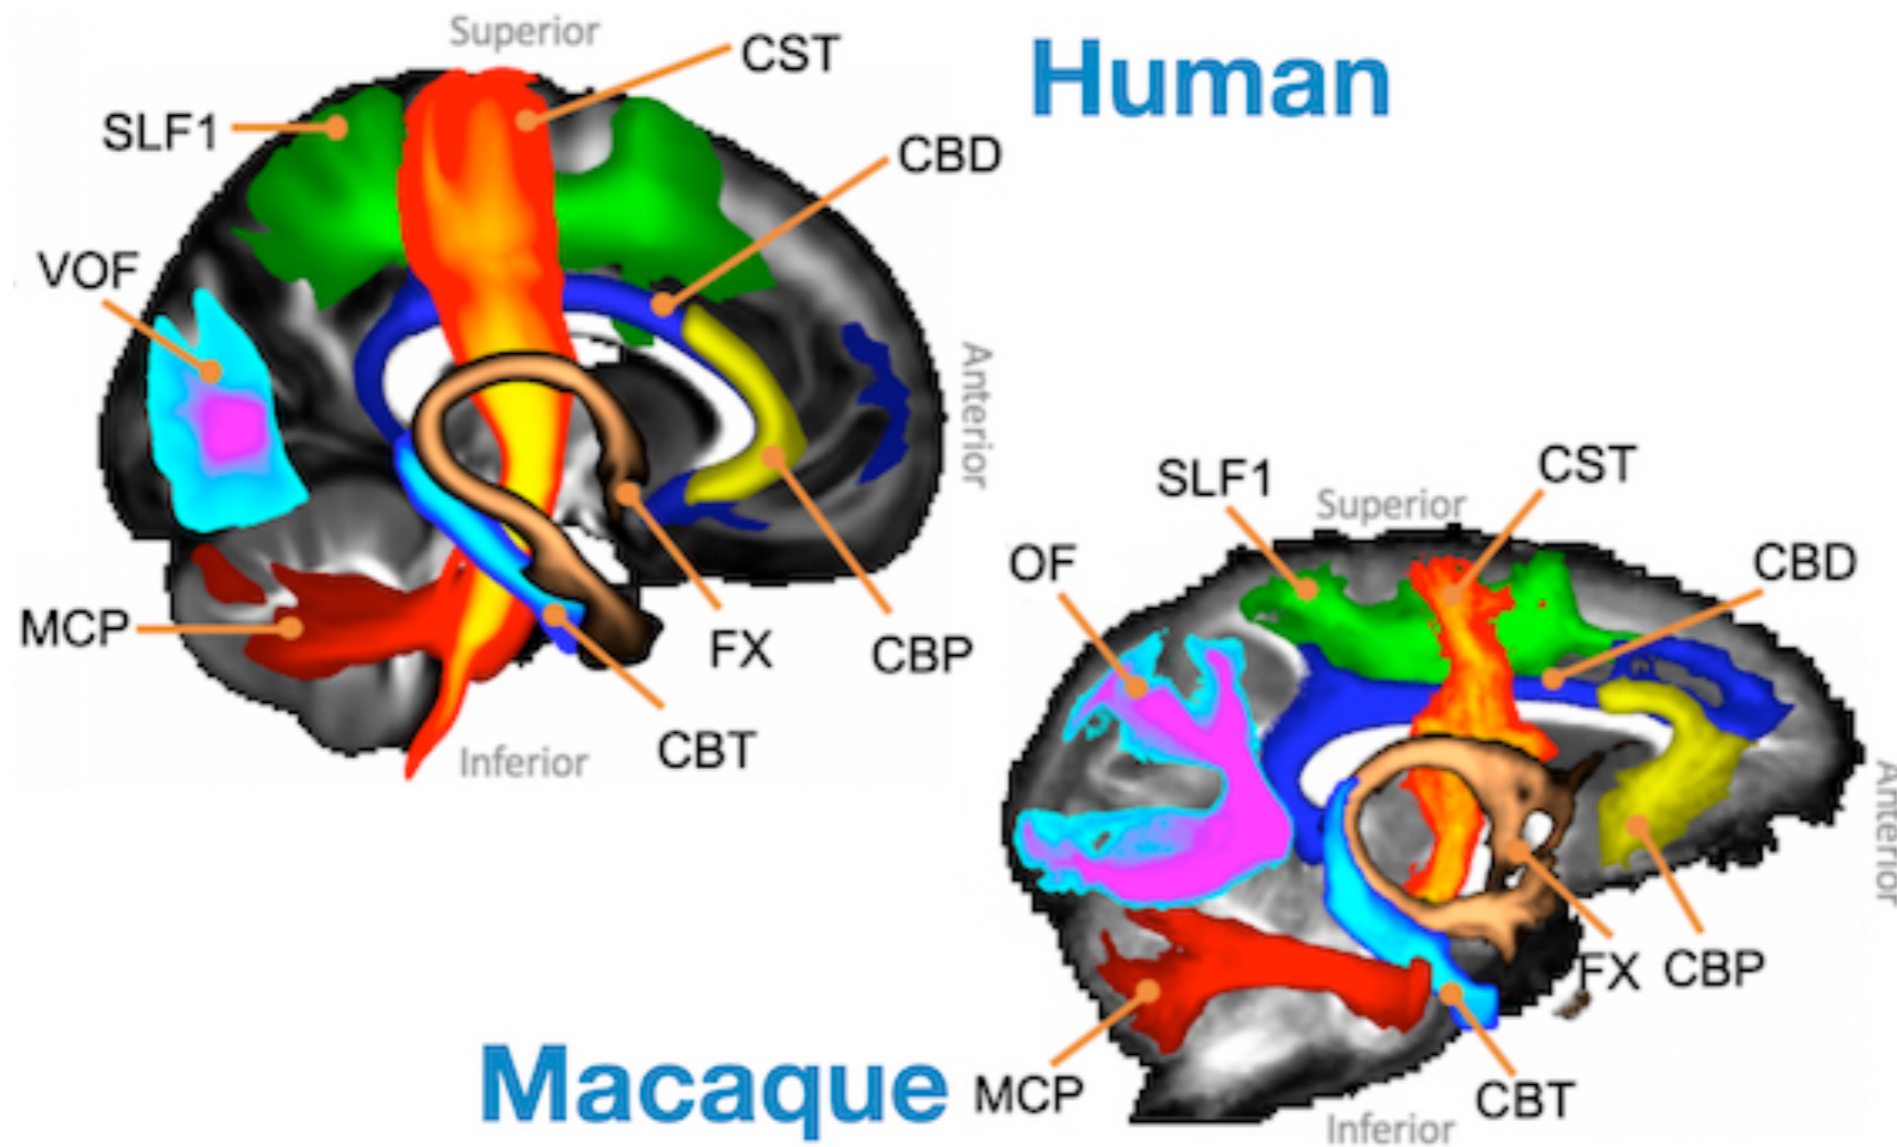 Superior
CST
Human
SLF1
CBD
VOF
Anterior
MCP
FX
CBP
CBT
Inferior
SLF1
CST
Superior
OF
CBD
Anterior
FX
CBP
MCP
CBT
Macaque
Inferior